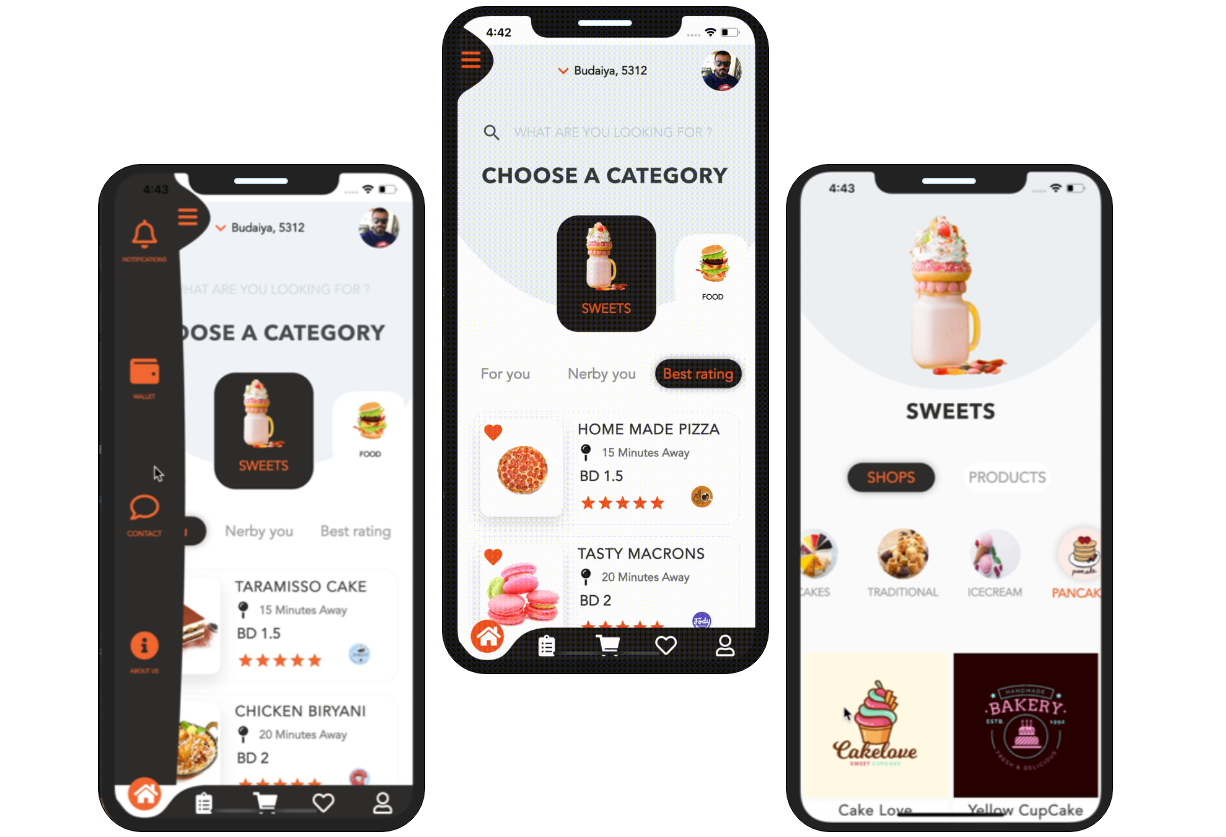 4:43
Budaiya, 5312
NOTIFICATIONS
HAT ARE YOU LOOKING FOR ?
OOSE A CATEGORY
WALLET
SWEETS
FOOD
CONTACT
Nerby you
Best rating
TARAMISSO CAKE
15 Minutes Away
BD 1.5
ABOUT US
CHICKEN BIRYANI
20 Minutes Away
BD 2
4:42
Budaiya, 5312
WHAT ARE YOU LOOKING FOR ?
CHOOSE A CATEGORY
SWEETS
FOOD
For you
Nerby you
Best rating
HOME MADE PIZZA
15 Minutes Away
BD 1.5
TASTY MACRONS
20 Minutes Away
BD 2
Fody
4:43
SWEETS
SHOPS
PRODUCTS
CAKES
TRADITIONAL
ICECREAM
PANCAK
pancake
Cakelove
SWEET CUPCAKE
HANDMADE
BAKERY
ESTD. 1992
FRESH & DELICIOUS
Cake Love
Yellow CupCake